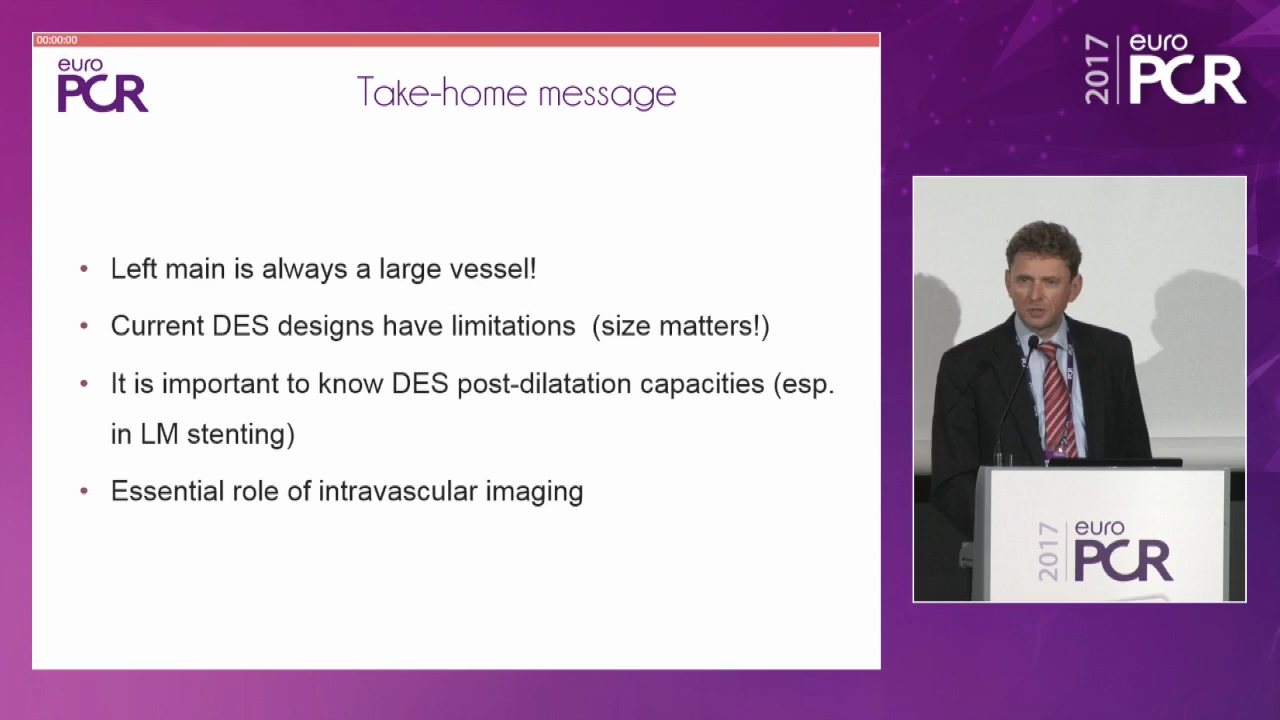 00:00:00
euro
PCR
Take-home message
• Left main is always a large vessel!
• Current DES designs have limitations (size matters!)
• It is important to know DES post-dilatation capacities (esp.
in LM stenting)
• Essential role of intravascular imaging
2017
euro
PCR
2017
euro
PCR